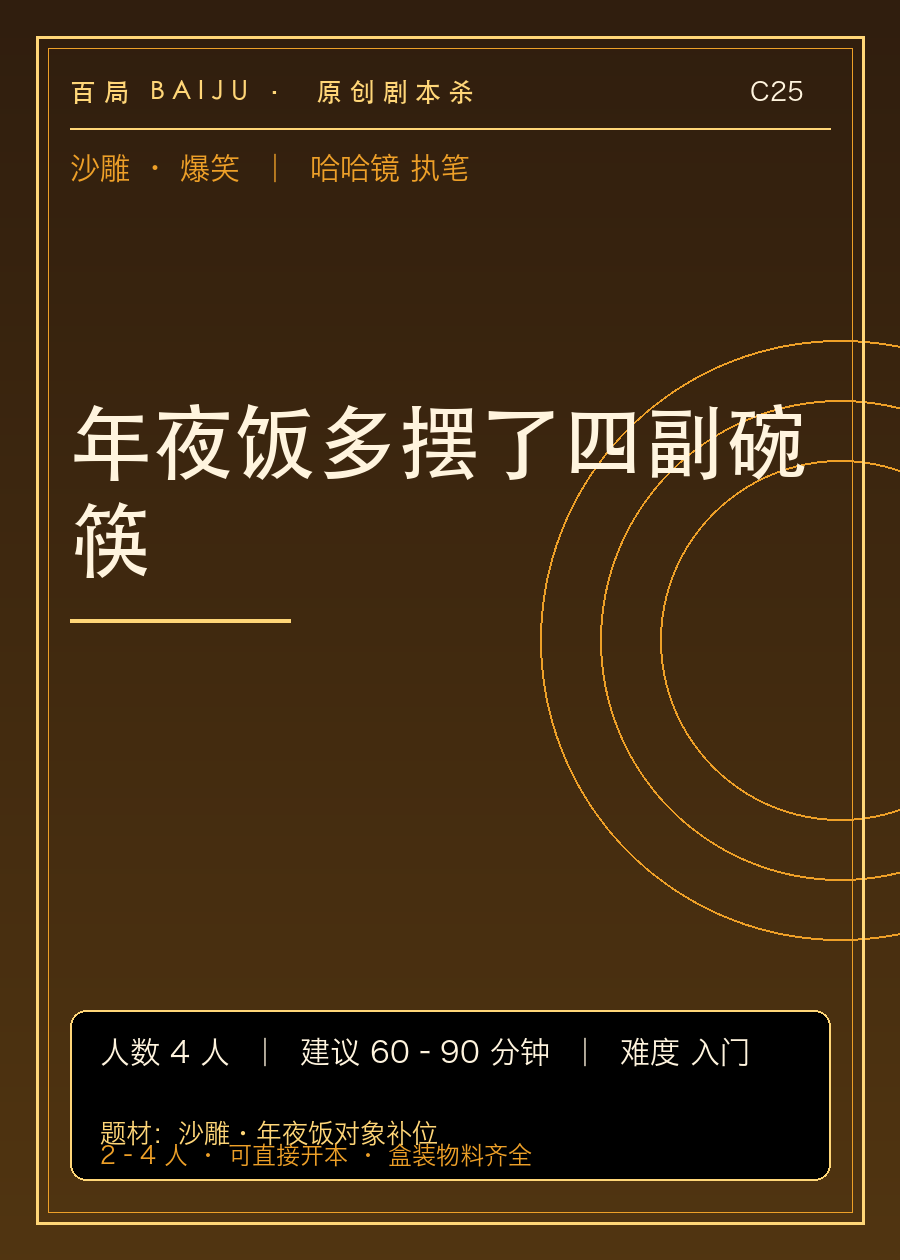 百局 BAIJU · 原创剧本杀 C25
沙雕 · 爆笑 ｜ 哈哈镜 执笔
年夜饭多摆了四副碗
筷
人数 4 人 ｜ 建议 60 - 90 分钟 ｜ 难度 入门
题材：沙雕 · 年夜饭对象补位
2 - 4 人 · 可直接开本 · 盒装物料齐全